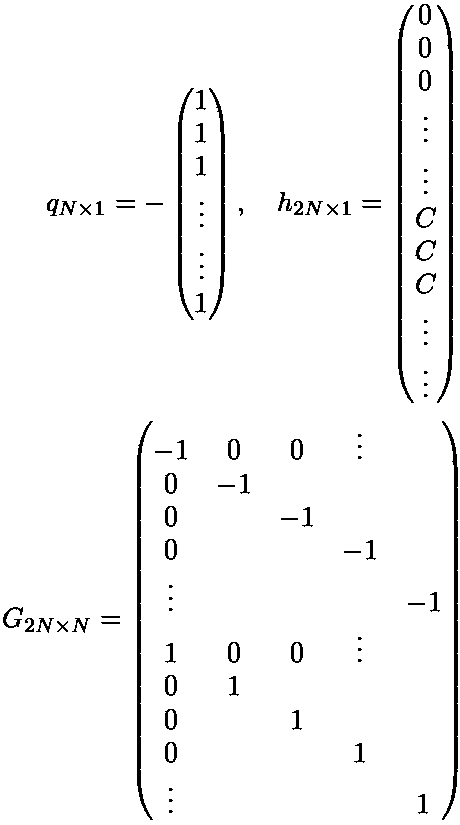 q_{N \times 1} = - \begin{pmatrix} 1 \\ 1 \\ 1 \\ \vdots \\ \vdots \\ 1 \end{pmatrix} , \quad h_{2N \times 1} = \begin{pmatrix} 0 \\ 0 \\ 0 \\ \vdots \\ \vdots \\ C \\ C \\ C \\ \vdots \\ \vdots \end{pmatrix}
G_{2N \times N} = \begin{pmatrix} -1 & 0 & 0 & \vdots & \\ 0 & -1 & & & \\ 0 & & -1 & & \\ 0 & & & -1 & \\ \vdots & & & & -1 \\ 1 & 0 & 0 & \vdots & \\ 0 & 1 & & & \\ 0 & & 1 & & \\ 0 & & & 1 & \\ \vdots & & & & 1 \end{pmatrix}